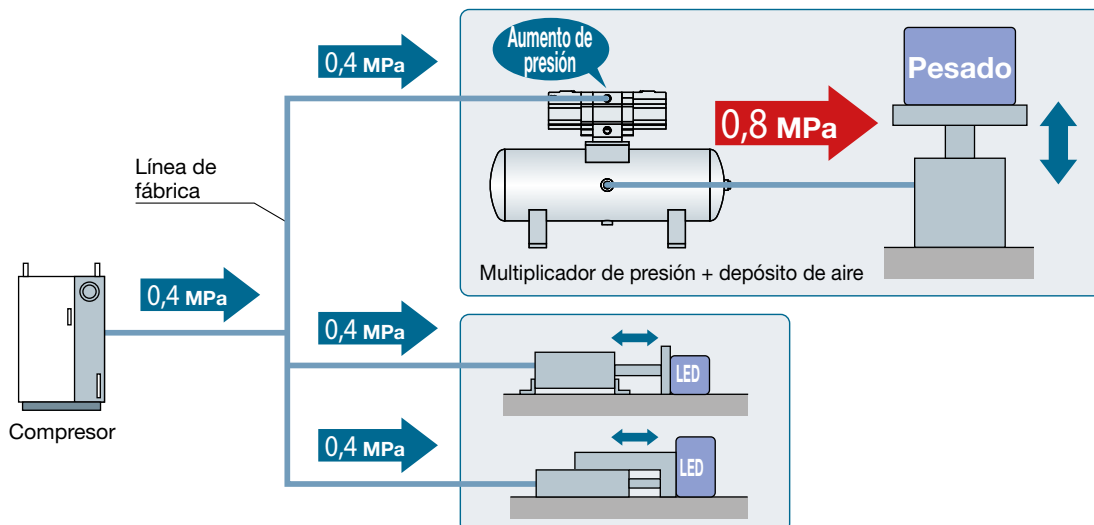 0,4 MPa
Aumento de
presión
Pesado
0,8 MPa
Línea de
fábrica
Multiplicador de presión + depósito de aire
0,4 MPa
0,4 MPa
LED
Compresor
0,4 MPa
LED